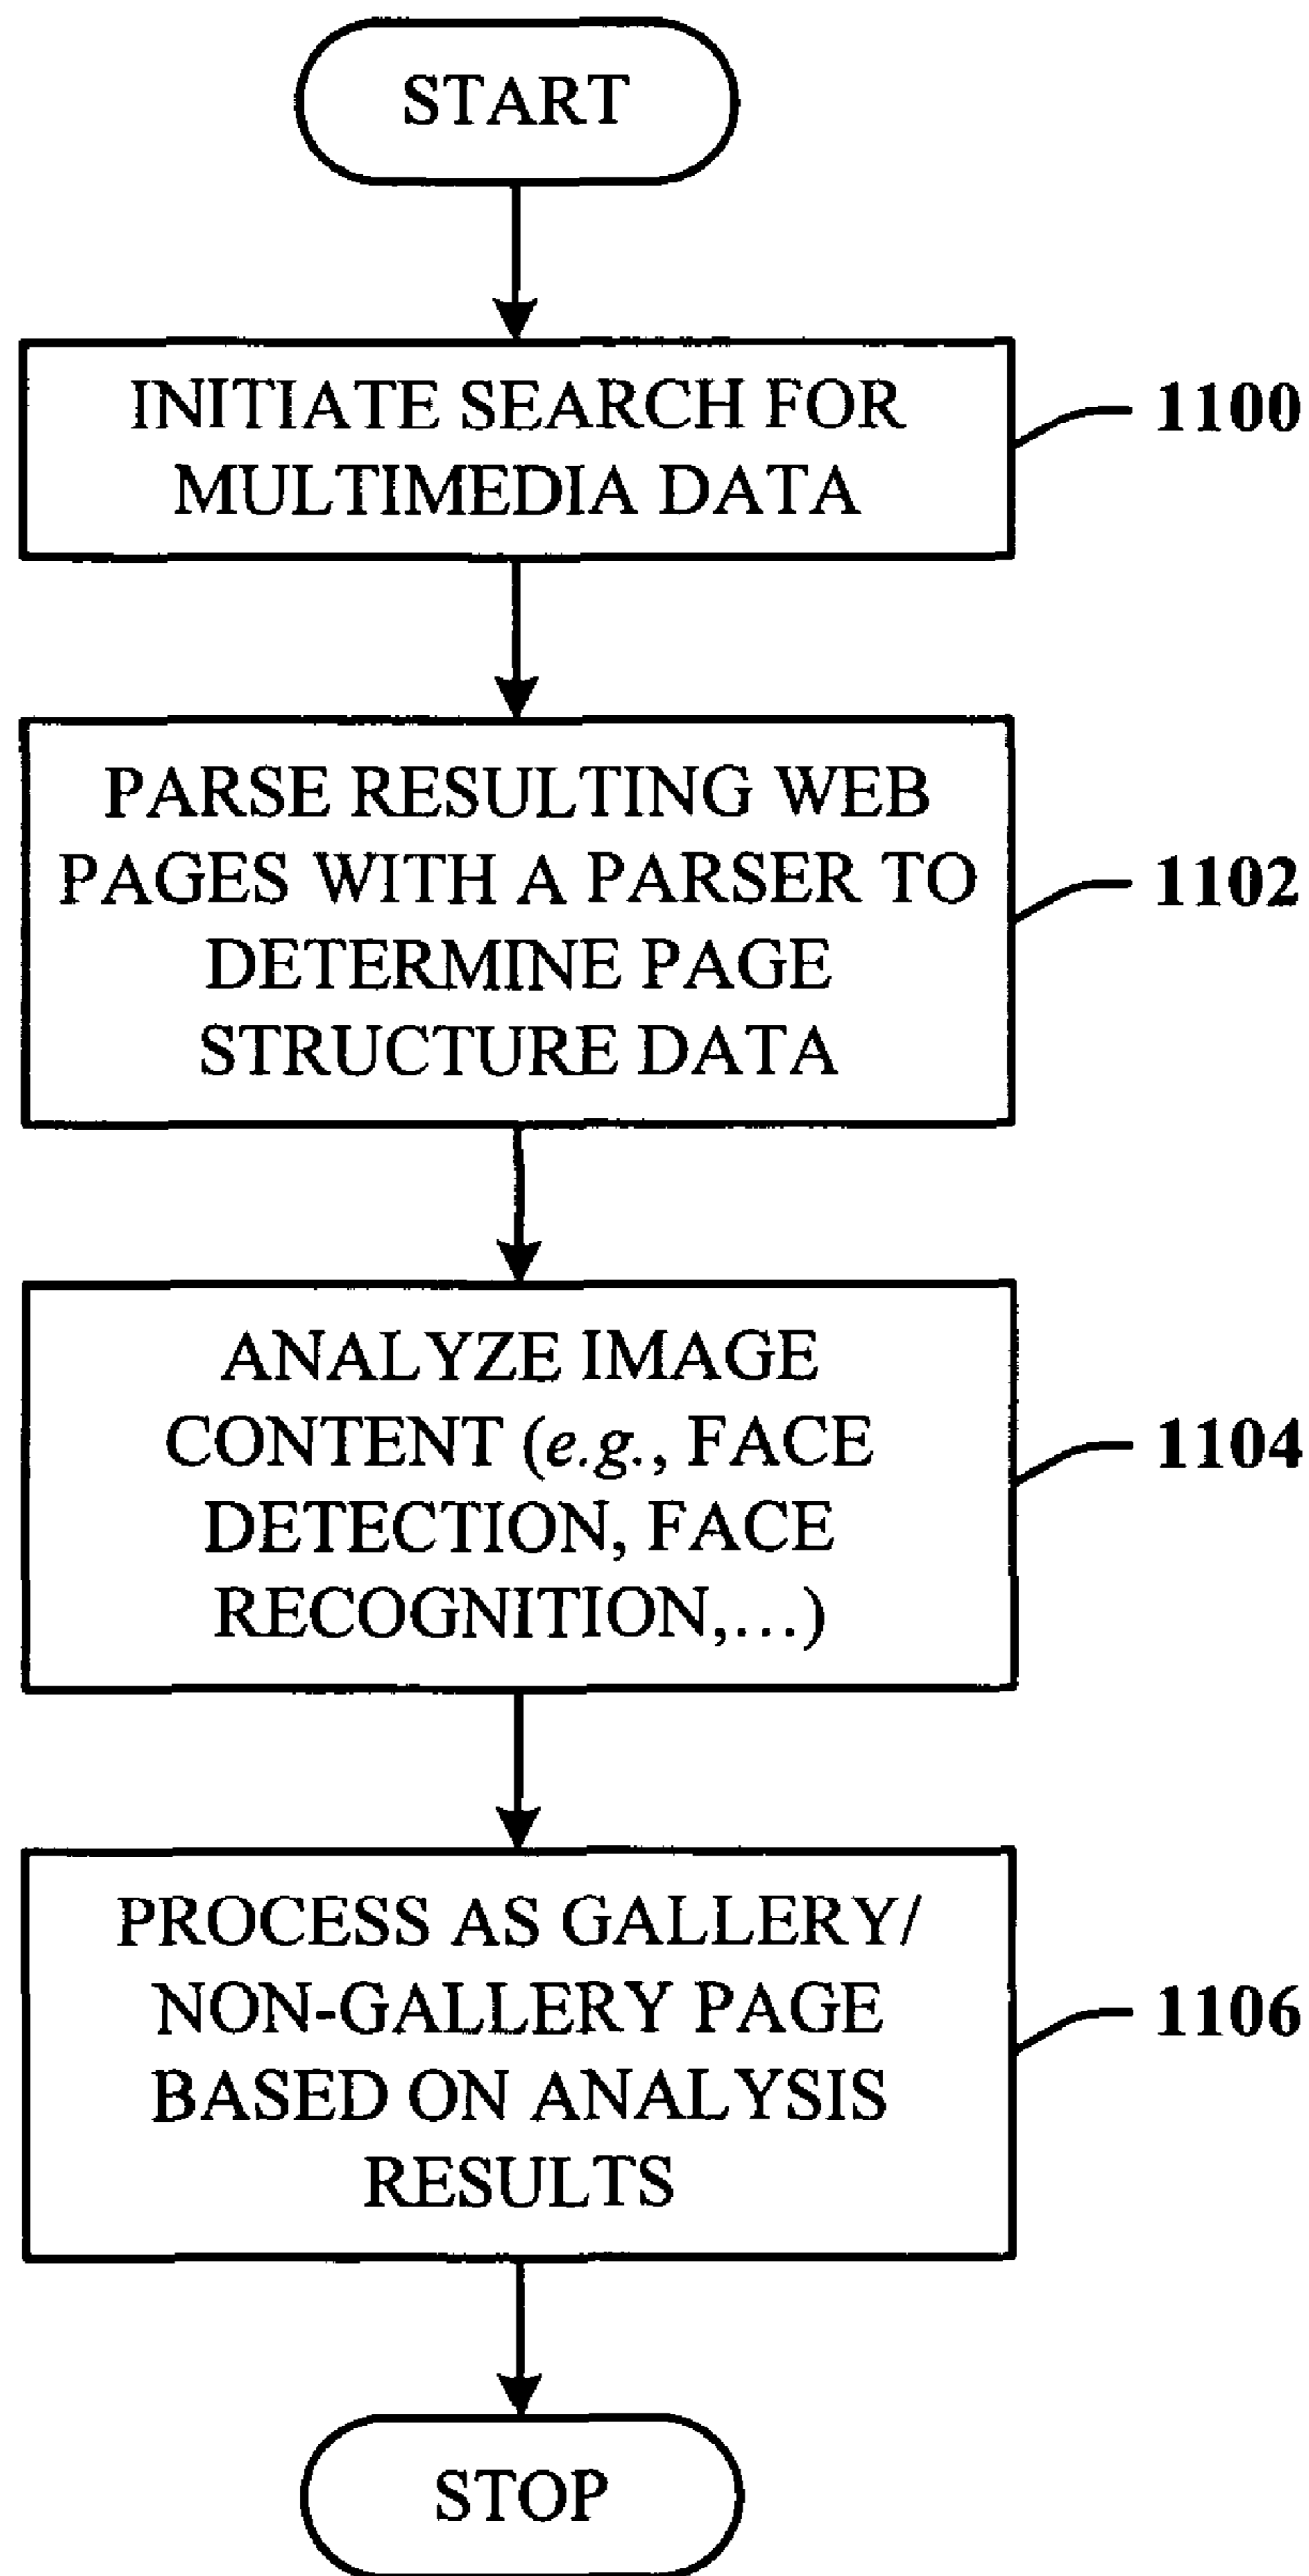 START
INITIATE SEARCH FOR
MULTIMEDIA DATA
1100
PARSE RESULTING WEB
PAGES WITH A PARSER TO
DETERMINE PAGE
STRUCTURE DATA
1102
ANALYZE IMAGE
CONTENT (e.g., FACE
DETECTION, FACE
RECOGNITION,...)
1104
PROCESS AS GALLERY/
NON-GALLERY PAGE
BASED ON ANALYSIS
RESULTS
1106
STOP